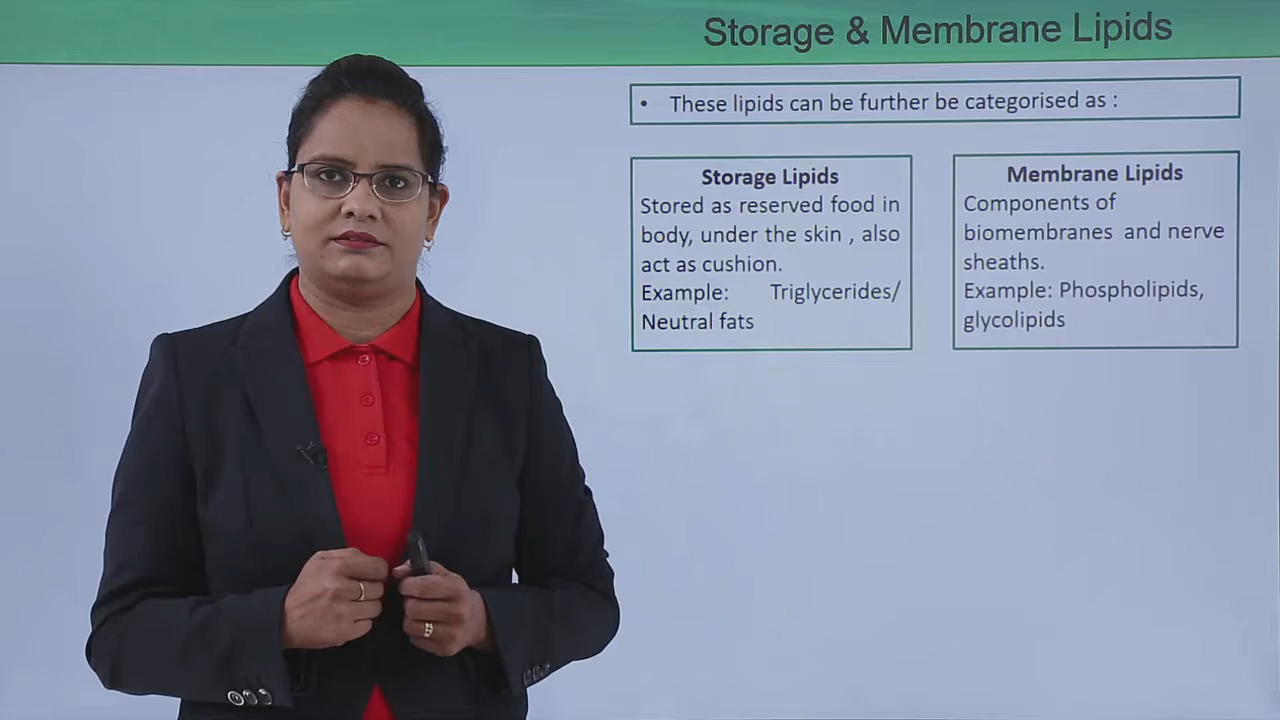 Storage & Membrane Lipids
• These lipids can be further be categorised as :
Storage Lipids
Stored as reserved food in
body, under the skin , also
act as cushion.
Example: Triglycerides/
Neutral fats
Membrane Lipids
Components of
biomembranes and nerve
sheaths.
Example: Phospholipids,
glycolipids